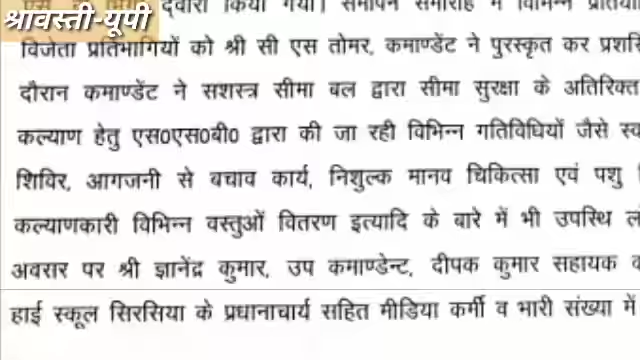 श्रावस्ती-यूपी
द्वारा किया गया। समापन समारोह में विभिन्न
विजेता प्रतिभागियों को श्री सी एस तोमर, कमाण्डेंट ने पुरस्कृत कर
दौरान कमाण्डेंट ने सशस्त्र सीमा बल द्वारा सीमा सुरक्षा के अतिरिक्त
कल्याण हेतु एस0एस0बी0 द्वारा की जा रही विभिन्न गतिविधियों जैसे
शिविर, आगजनी से बचाव कार्य, निशुल्क मानव चिकित्सा एवं पशु
कल्याणकारी विभिन्न वस्तुओं वितरण इत्यादि के बारे में भी उपस्थि
अवसर पर श्री ज्ञानेंद्र कुमार, उप कमाण्डेन्ट, दीपक कुमार सहायक
हाई स्कूल सिरसिया के प्रधानाचार्य सहित मीडिया कर्मी व भारी संख्या में